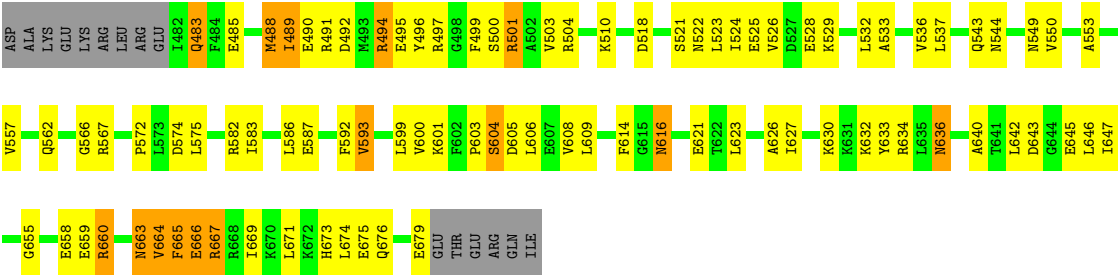 ASP ALA LYS GLU LYS ARG LEU ARG GLU I482 Q483 F484 E485 M488 I489 E490 R491 D492 M493 R494 E495 Y496 R497 G498 F499 S500 R501 A502 V503 R504 K510 D518 S521 N522 L523 I524 E525 V526 D527 E528 K529 L532 A533 V536 L537 Q543 N544 N549 V550 A553
V557 Q562 G566 R567 P572 L573 D574 L575 R582 I583 L586 E587 F592 V593 L599 V600 K601 F602 P603 S604 D605 L606 E607 V608 L609 F614 G615 N616 E621 T622 L623 A626 I627 K630 K631 K632 Y633 R634 L635 N636 A640 T641 L642 D643 G644 E645 L646 I647
G655 E658 E659 R660 N663 V664 F665 E666 R667 R668 I669 K670 L671 K672 H673 L674 E675 Q676 E679 GLU THR GLU ARG GLN ILE